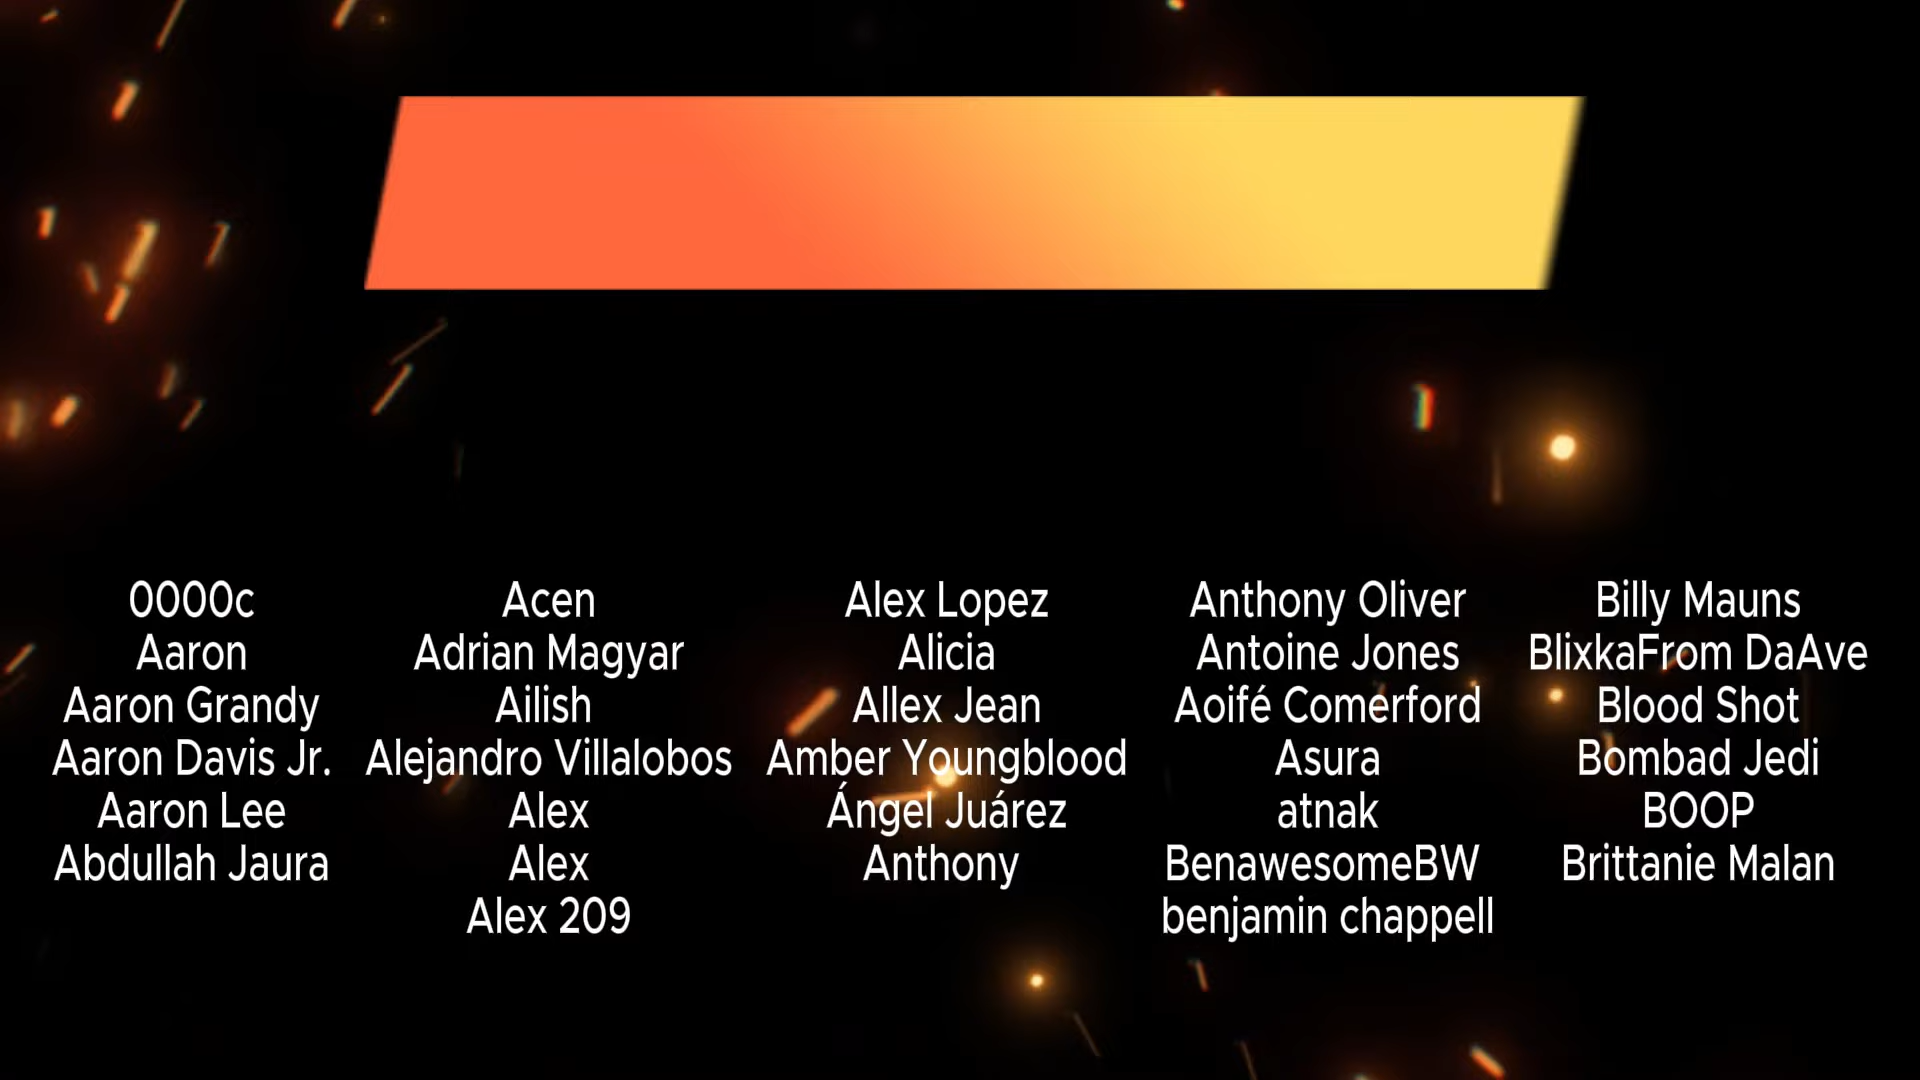 0000c
Aaron
Aaron Grandy
Aaron Davis Jr.
Aaron Lee
Abdullah Jaura
Acen
Adrian Magyar
Ailish
Alejandro Villalobos
Alex
Alex
Alex 209
Alex Lopez
Alicia
Allex Jean
Amber Youngblood
Ángel Juárez
Anthony
Anthony Oliver
Antoine Jones
Aoifé Comerford
Asura
atnak
BenawesomeBW
benjamin chappell
Billy Mauns
BlixkaFrom DaAve
Blood Shot
Bombad Jedi
BOOP
Brittanie Malan